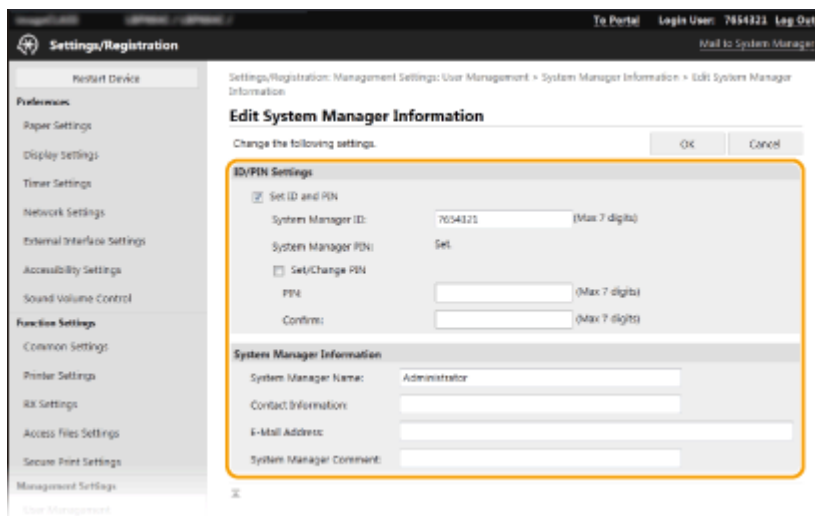 To Portal Login User: 7654321 Log Out
Settings/Registration
Mail to System Manager
Restart Device
Preferences
Paper Settings
Display Settings
Timer Settings
Network Settings
External Interface Settings
Accessibility Settings
Sound Volume Control
Function Settings
Common Settings
Printer Settings
RX Settings
Access Files Settings
Secure Print Settings
Management Settings
User Management
Settings/Registration: Management Settings: User Management > System Manager Information > Edit System Manager
Information
Edit System Manager Information
Change the following settings.
OK Cancel
ID/PIN Settings
Set ID and PIN
System Manager ID: 7654321 (Max 7 digits)
System Manager PIN: Set.
Set/Change PIN
PIN: (Max 7 digits)
Confirm: (Max 7 digits)
System Manager Information
System Manager Name: Administrator
Contact Information:
E-Mail Address:
System Manager Comment: